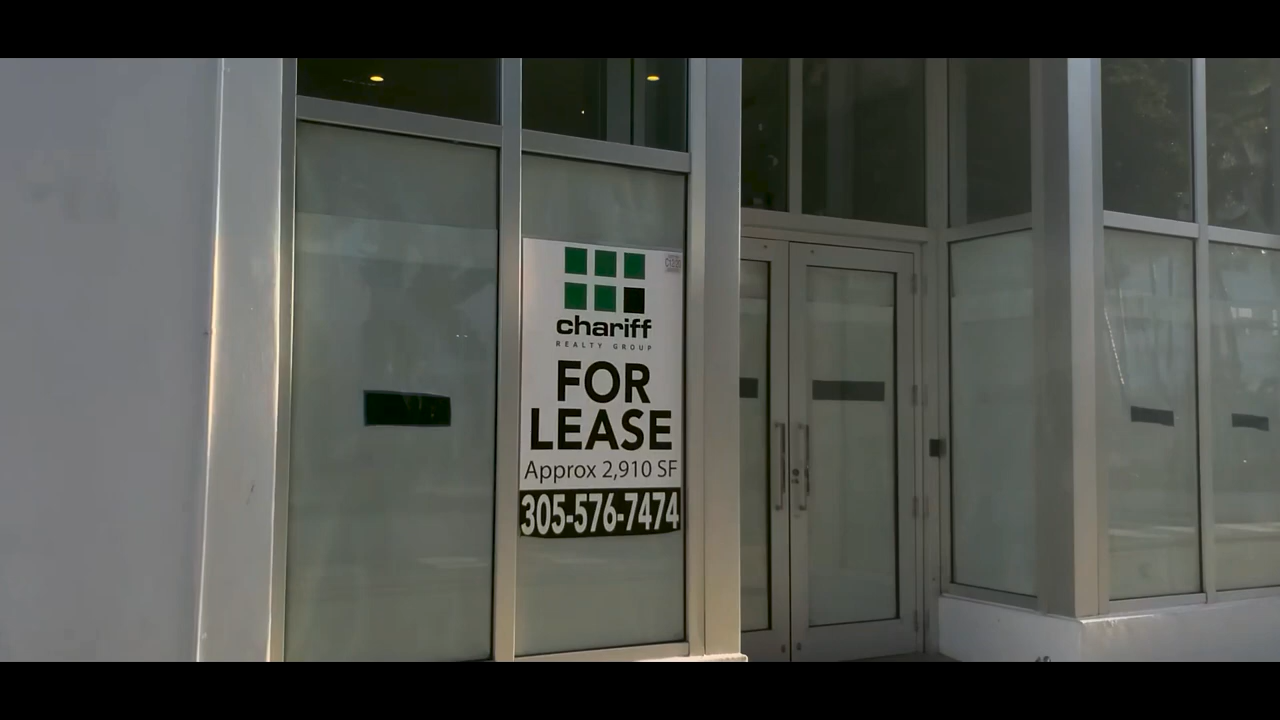 chariff
REALTY GROUP
FOR
LEASE
Approx 2,910 SF
305-576-7474